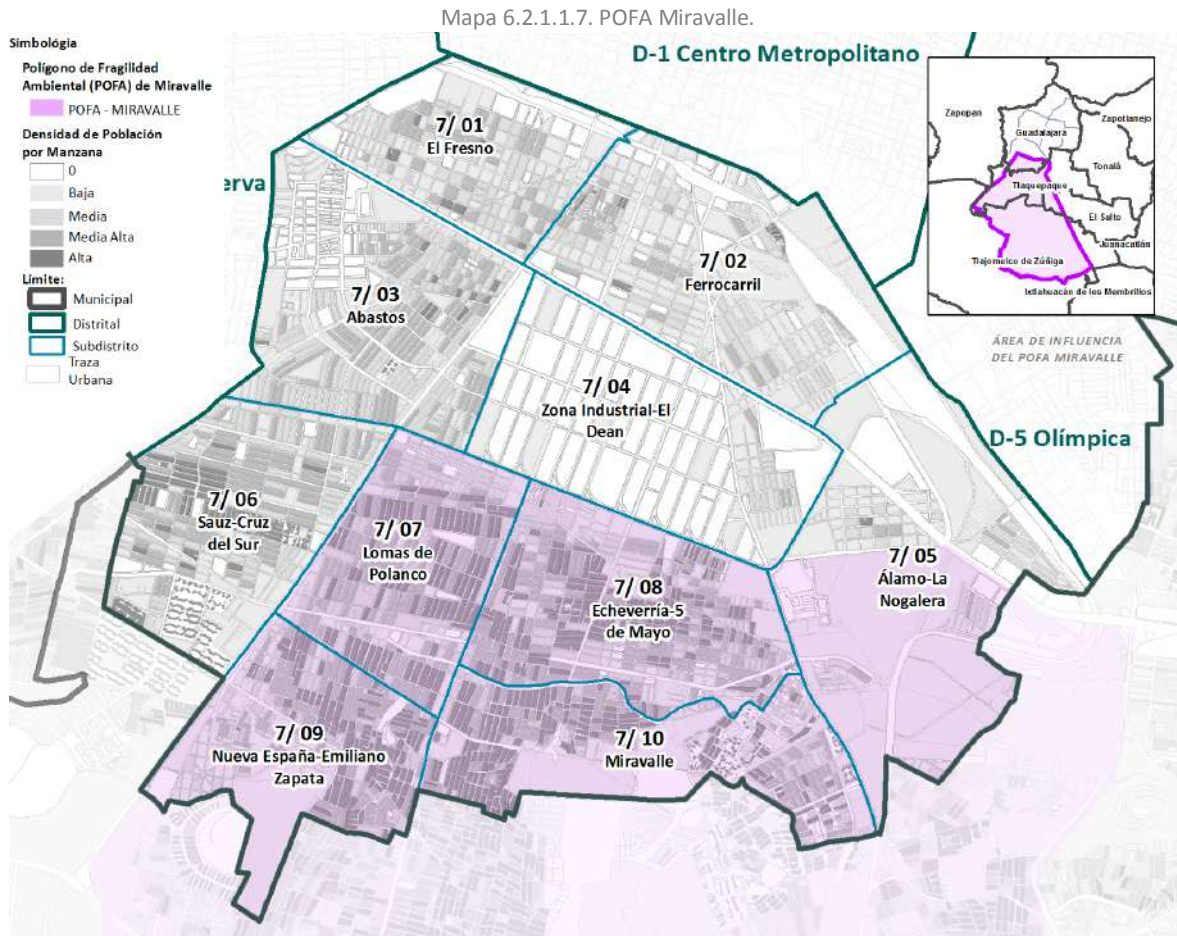 Mapa 6.2.1.1.7. POFA Miravalle.
Simbológia
Polígono de Fragilidad
Ambiental (POFA) de Miravalle
POFA - MIRAVALLE
Densidad de Población
por Manzana
0
Baja
Media
Media Alta
Alta
Límite:
Municipal
Distrital
Subdistrito
Traza
Urbana
D-1 Centro Metropolitano
erva
7/ 01
El Fresno
7/ 02
Ferrocarril
7/ 03
Abastos
7/ 04
Zona Industrial-El
Dean
D-5 Olímpica
7/ 05
Álamo-La
Nogalera
7/ 06
Sauz-Cruz
del Sur
7/ 07
Lomas de
Polanco
7/ 08
Echeverría-5
de Mayo
7/ 09
Nueva España-Emiliano
Zapata
7/ 10
Miravalle
Zapopan
Guadalajara
Zapotlanejo
Tonalá
Tlaquepaque
El Salto
Juanacatlán
Tlajomulco de Zúñiga
Ixtlahuacán de los Membrillos
ÁREA DE INFLUENCIA
DEL POFA MIRAVALLE